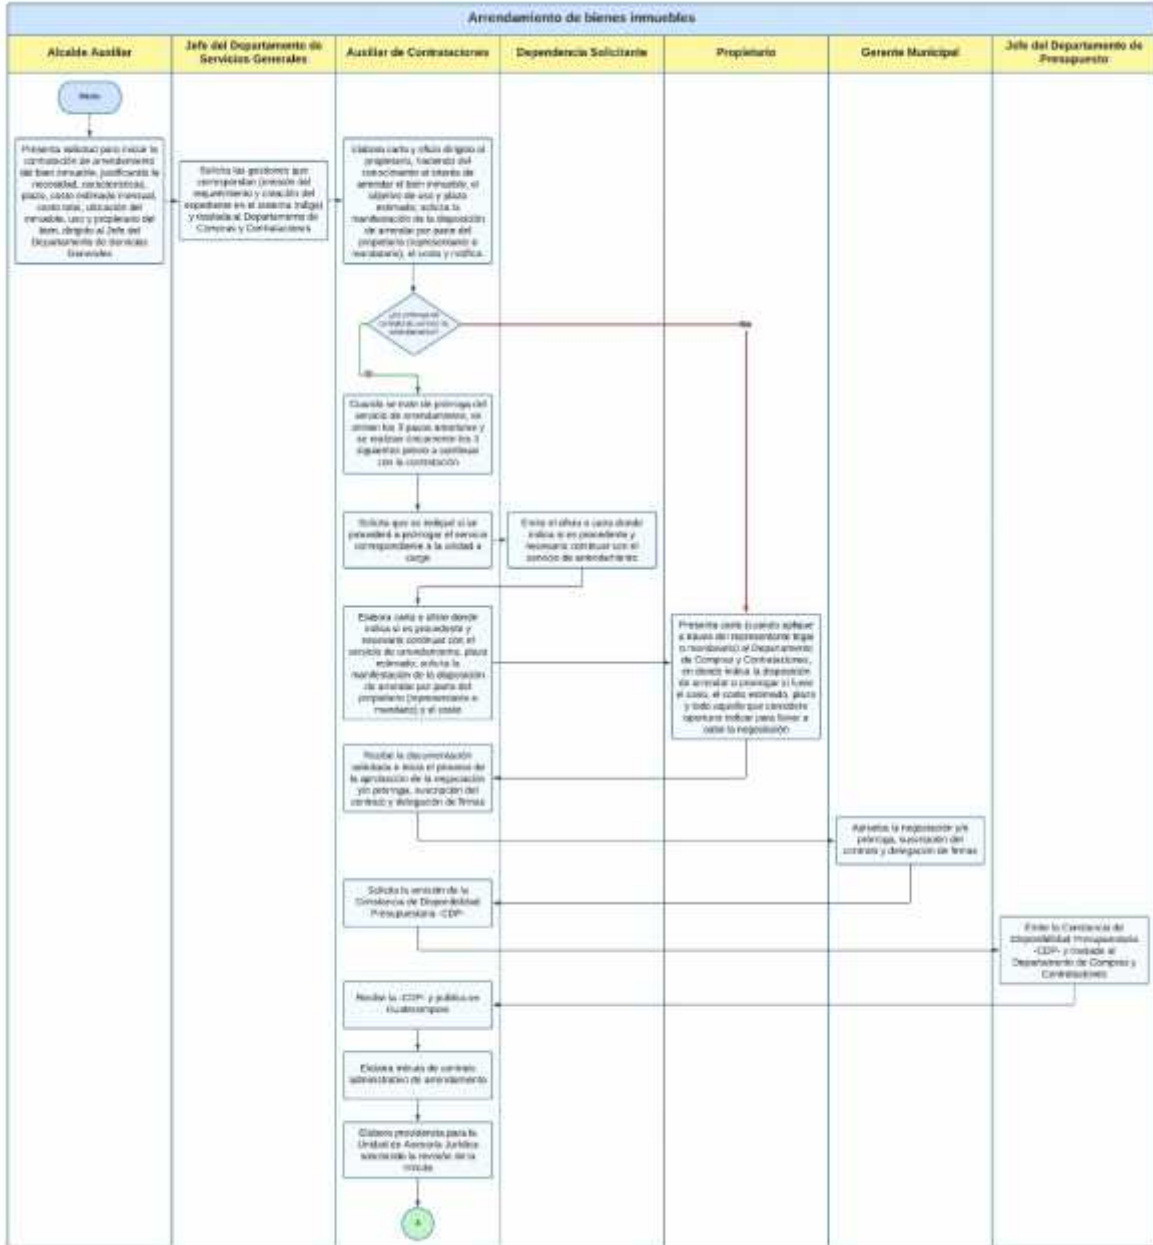 Arrendamiento de bienes inmuebles
Alcalde Auxiliar
Jefe del Departamento de
Servicios Generales
Auxiliar de Contrataciones
Dependencia Solicitante
Propietario
Gerente Municipal
Jefe del Departamento de
Presupuesto
Inicio
Presenta solicitud para iniciar la
contratación de arrendamiento
del bien inmueble, justificando la
necesidad, características,
plazo, costo estimado mensual,
costo total, ubicación del
inmueble, uso y propietario del
bien, dirigido al Jefe del
Departamento de Servicios
Generales
Solicita las gestiones que
correspondan (emisión del
requerimiento y creación del
expediente en el sistema
y traslada al Departamento de
Compras y Contrataciones
Elabora carta y oficio dirigido al
propietario, haciendo del
conocimiento el interés de
arrendar el bien inmueble, el
objetivo de uso y plazo
estimado, solicita la
manifestación de la disposición
de arrendar por parte del
propietario (representante o
mandatario), el costo y notifica
No
Si
Cuando se trate de prórroga del
servicio de arrendamiento, se
omiten los 3 pasos anteriores y
se realizan únicamente los 3
siguientes previo a continuar
con la contratación
Solicita que se indique si se
procederá a prorrogar el servicio
correspondiente a la unidad a
cargo
Emite el oficio o carta donde
indica si es procedente y
necesario continuar con el
servicio de arrendamiento
Elabora carta u oficio donde
indica si es procedente y
necesario continuar con el
servicio de arrendamiento, plazo
estimado, solicita la
manifestación de la disposición
de arrendar por parte del
propietario (representante o
mandato) y el costo
Presenta carta (cuando aplique
a través del representante legal
o mandatario) al Departamento
de Compras y Contrataciones,
en donde indica la disposición
de arrendar o prorrogar si fuere
el caso, el costo estimado, plazo
y todo aquello que considere
oportuno indicar para llevar a
cabo la negociación
Recibe la documentación
solicitada e inicia el proceso de
la aprobación de la negociación
y/o prórroga, suscripción del
contrato y delegación de firmas
Aprueba la negociación y/o
prórroga, suscripción del
contrato y delegación de firmas
Solicita la emisión de la
Constancia de Disponibilidad
Presupuestaria -CDP-
Emite la Constancia de
Disponibilidad Presupuestaria
-CDP- y traslada al
Departamento de Compras y
Contrataciones
Recibe la -CDP- y publica en
Guatecompras
Elabora minuta de contrato
administrativo de arrendamiento
Elabora providencia para la
Unidad de Asesoría Jurídica
solicitando la revisión de la
minuta
A